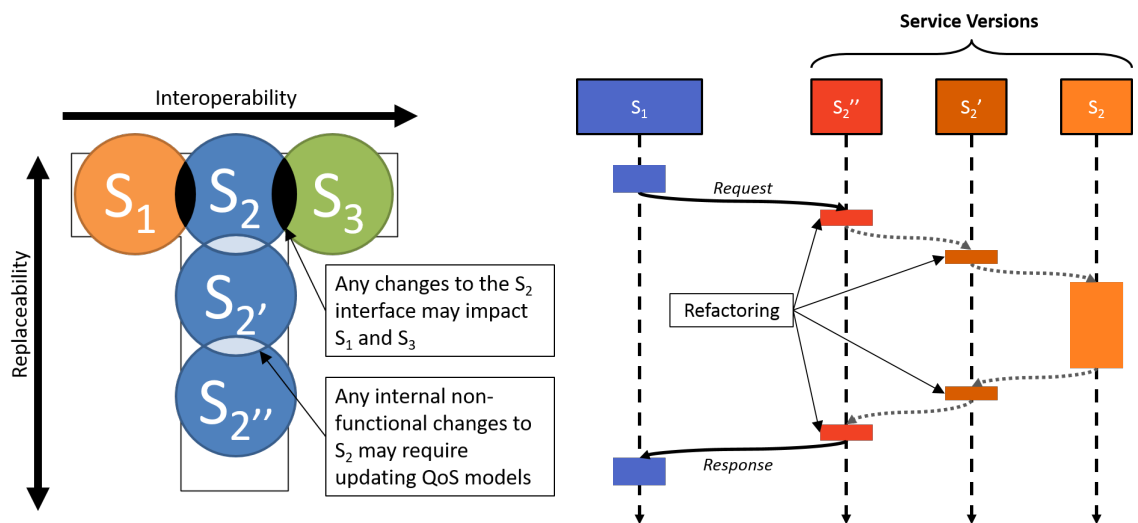 Interoperability
Replaceability
S₁
S₂
S₃
S₂'
S₂''
Any changes to the S₂
interface may impact
S₁ and S₃
Any internal non-
functional changes to
S₂ may require
updating QoS models
Service Versions
S₁
S₂''
S₂'
S₂
Request
Refactoring
Response